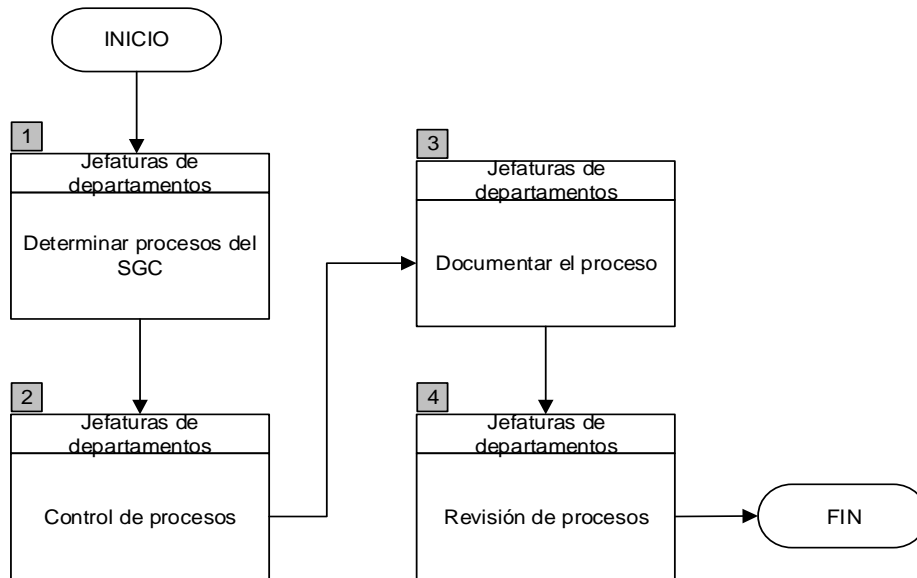 INICIO
1
Jefaturas de
departamentos
Determinar procesos del
SGC
2
Jefaturas de
departamentos
Control de procesos
3
Jefaturas de
departamentos
Documentar el proceso
4
Jefaturas de
departamentos
Revisión de procesos
FIN